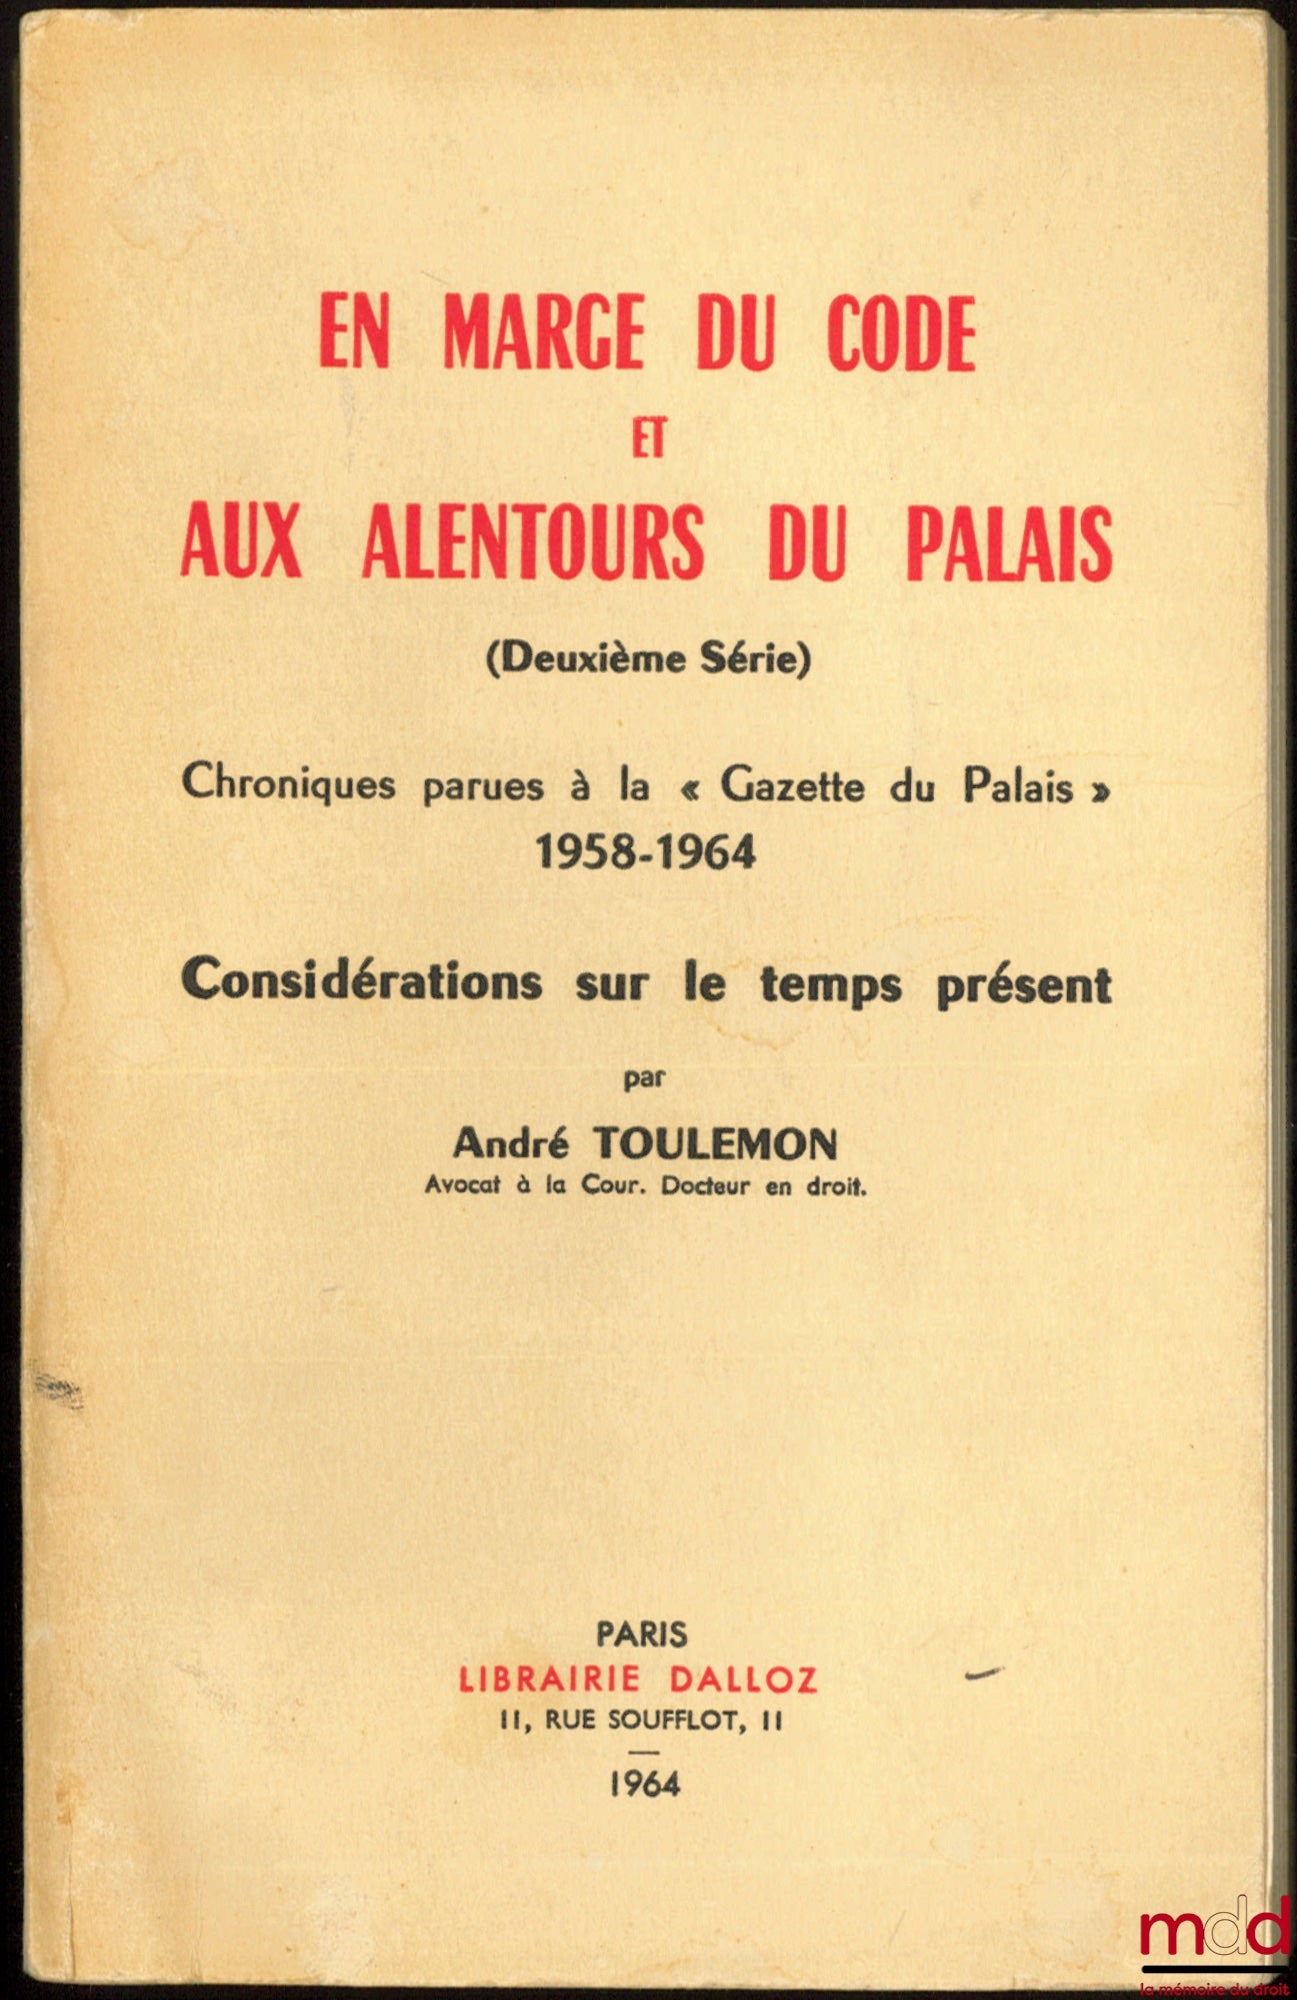 EN MARGE DU CODE
ET
AUX ALENTOURS DU PALAIS
(Deuxième Série)
Chroniques parues à la « Gazette du Palais »
1958-1964
Considérations sur le temps présent
par
André TOULEMON
Avocat à la Cour. Docteur en droit.
PARIS
LIBRAIRIE DALLOZ
11, RUE SOUFFLOT, 11
1964
mdd
la mémoire du droit